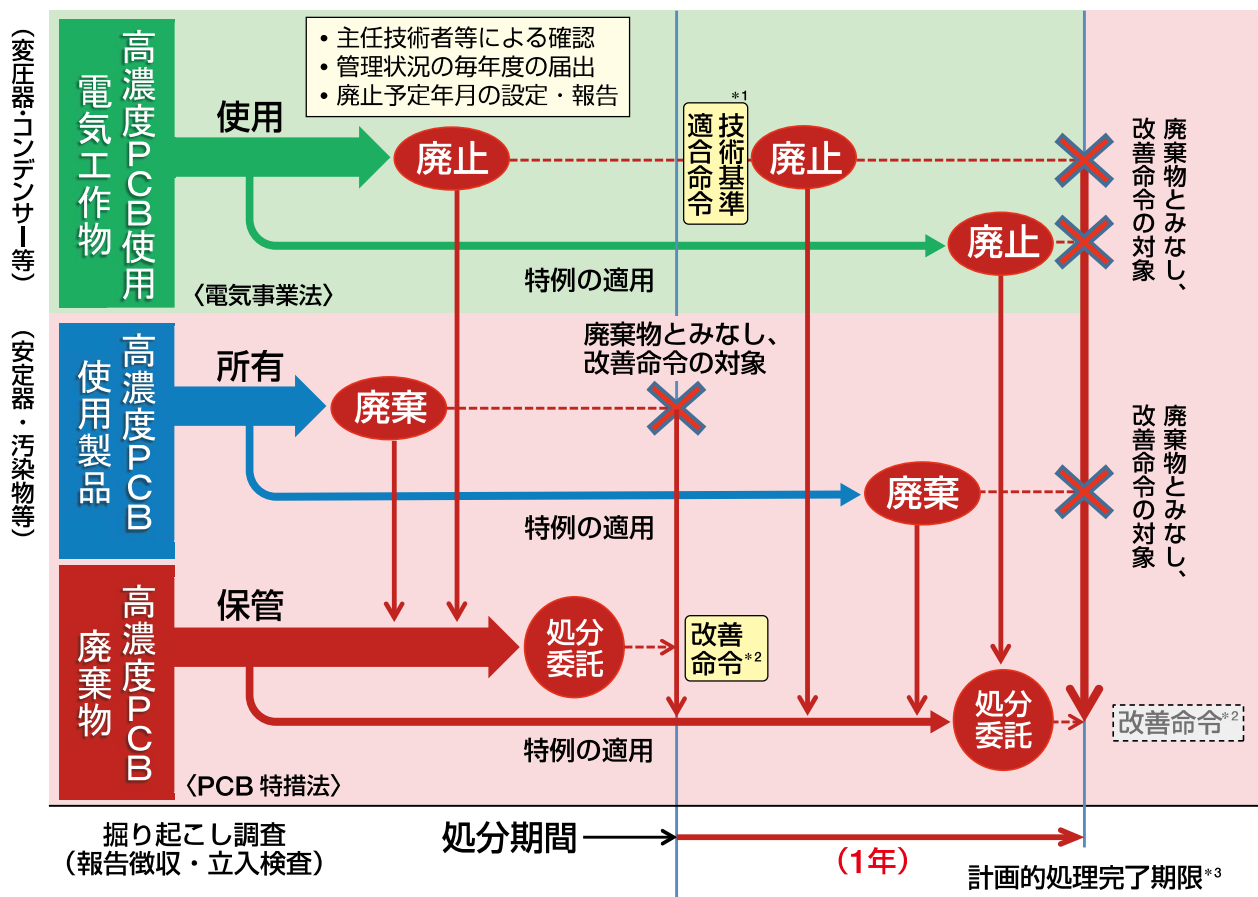 （変圧器・コンデンサー等）
高濃度PCB使用
電気工作物
• 主任技術者等による確認
• 管理状況の毎年度の届出
• 廃止予定年月の設定・報告
使用
廃止
*1
技術基準
適合命令
廃止
廃止
特例の適用
〈電気事業法〉
廃棄物とみなし、
改善命令の対象
（安定器・汚染物等）
高濃度PCB
使用製品
所有
廃棄
廃棄物とみなし、
改善命令の対象
廃棄
特例の適用
廃棄物とみなし、
改善命令の対象
高濃度PCB
廃棄物
保管
処分
委託
改善
命令*2
特例の適用
処分
委託
改善命令*2
〈PCB 特措法〉
掘り起こし調査
（報告徴収・立入検査）
処分期間
（1年）
計画的処理完了期限*3